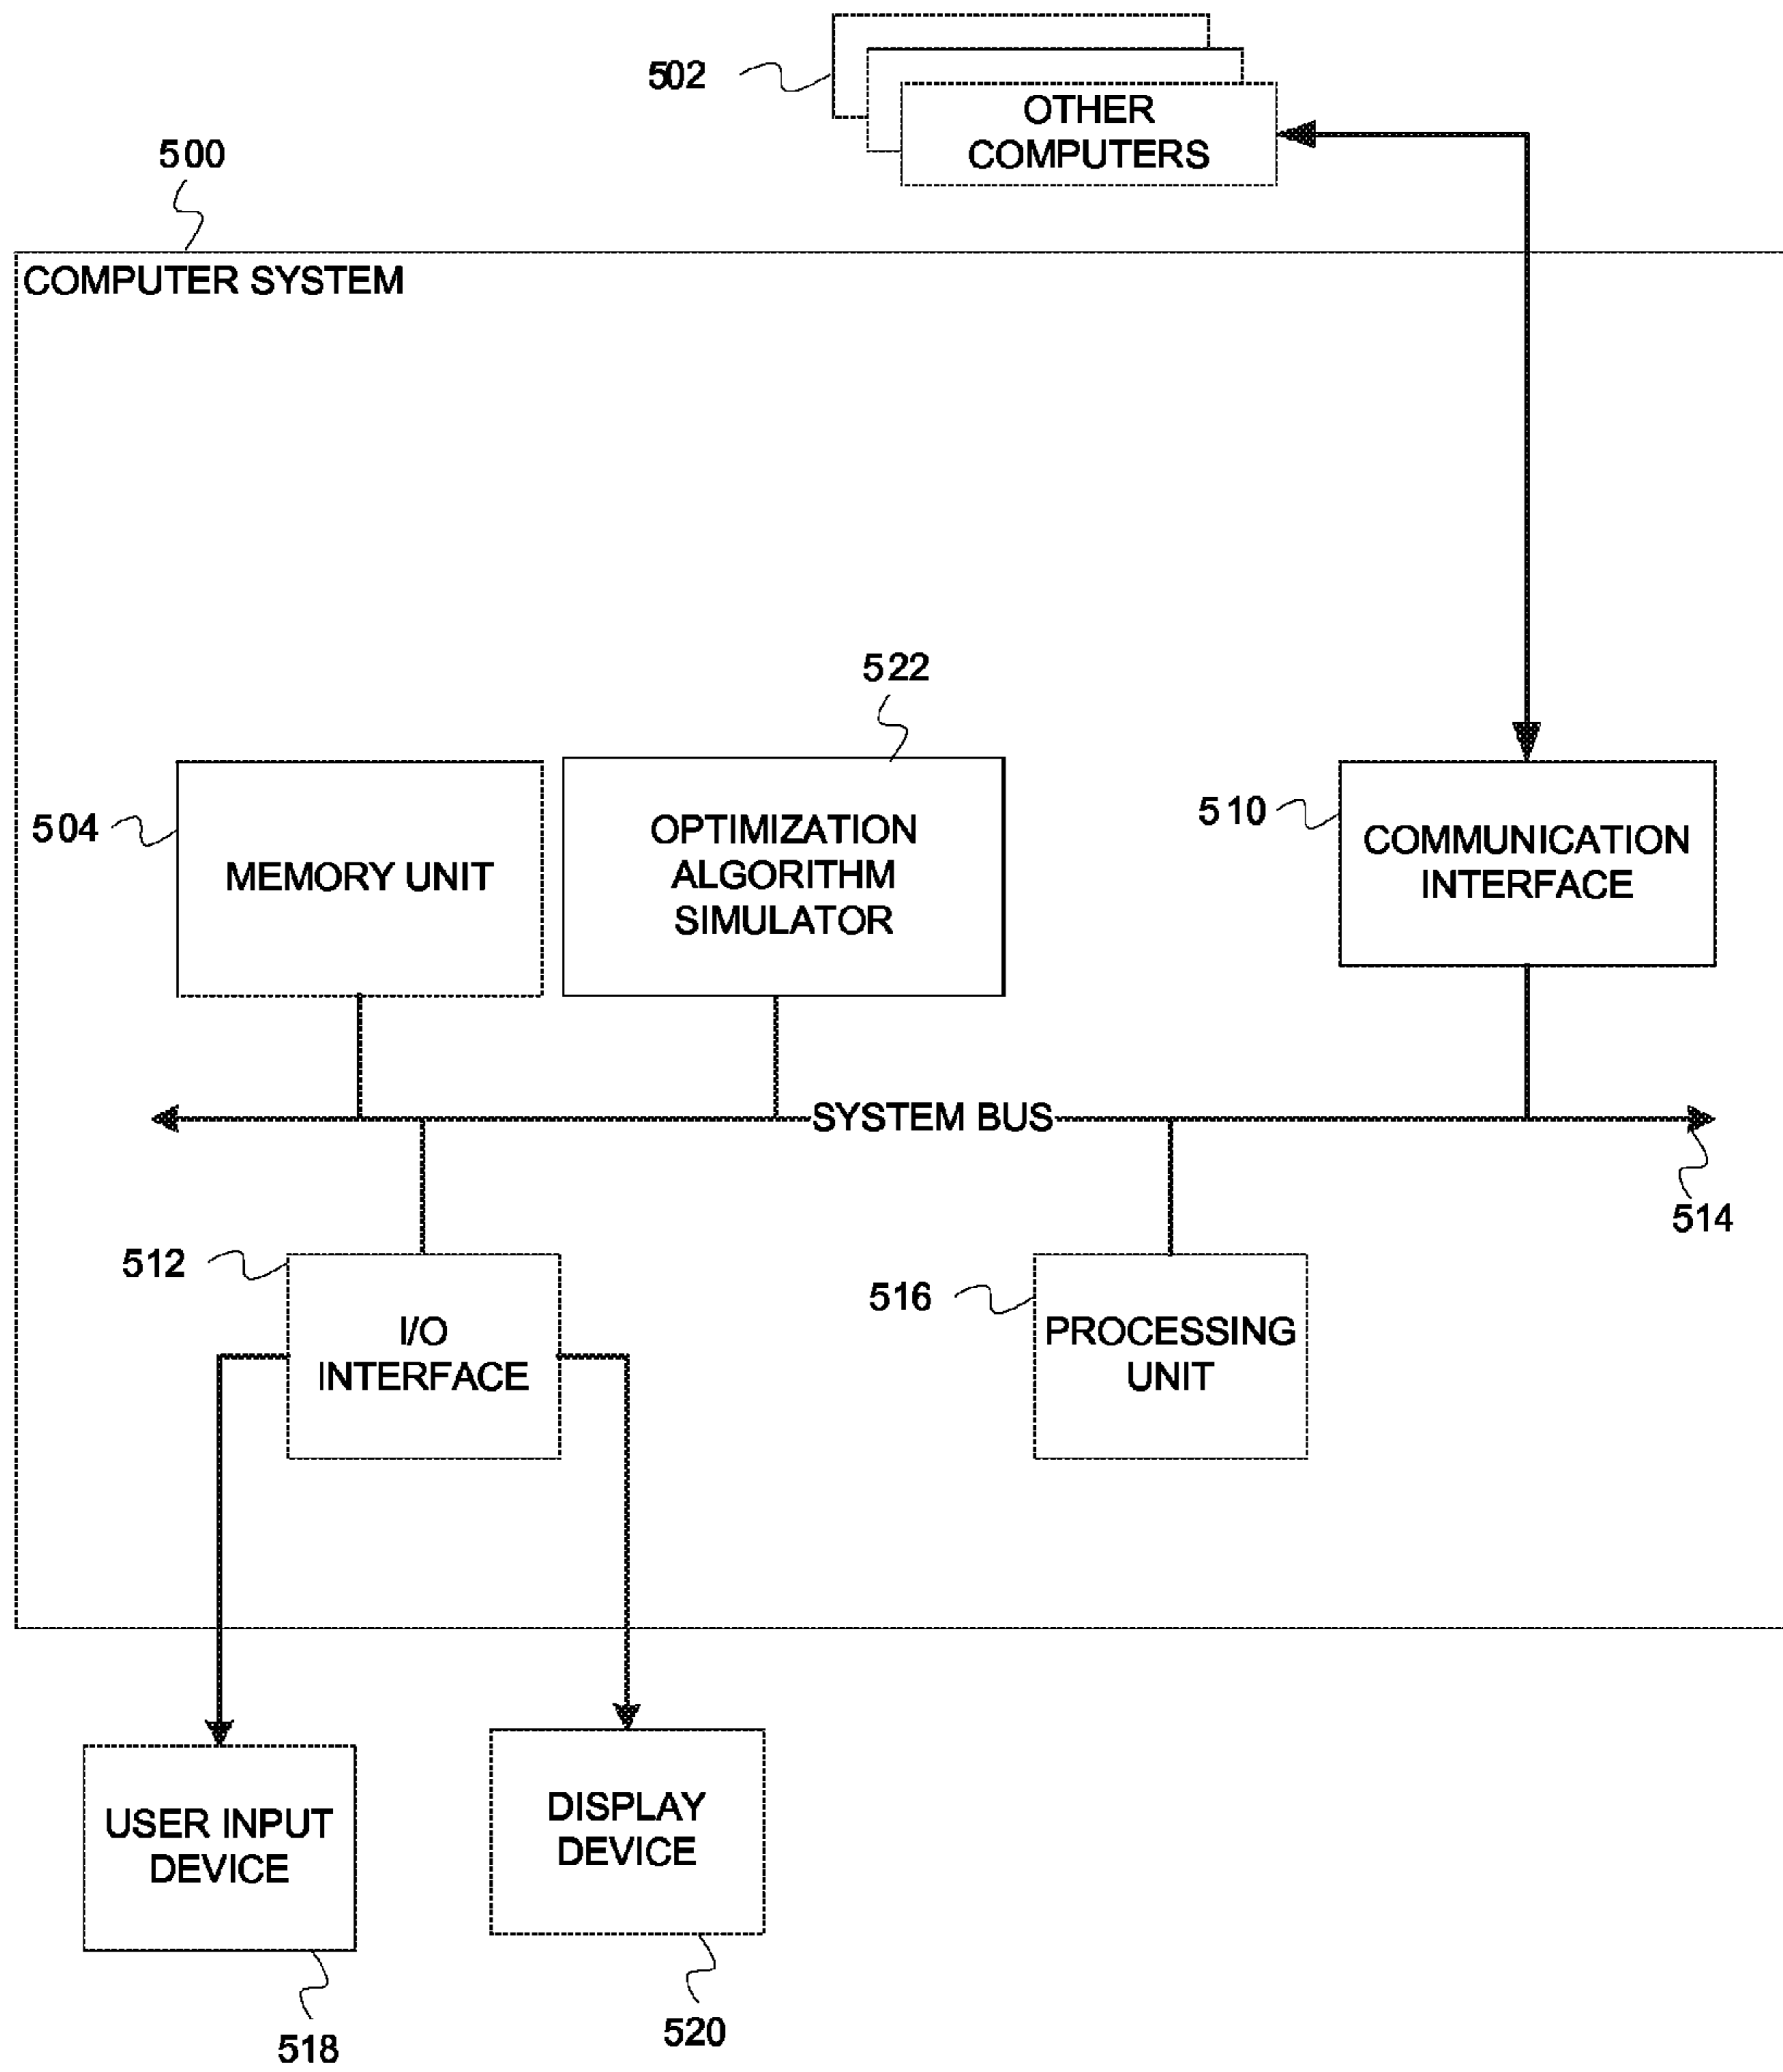 502
OTHER
COMPUTERS
500
COMPUTER SYSTEM
522
504
MEMORY UNIT
OPTIMIZATION
ALGORITHM
SIMULATOR
510
COMMUNICATION
INTERFACE
SYSTEM BUS
514
512
I/O
INTERFACE
516
PROCESSING
UNIT
USER INPUT
DEVICE
DISPLAY
DEVICE
518
520